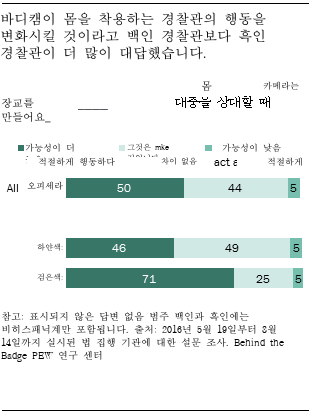 바디캠이 몸을 착용하는 경찰관의 행동을
변화시킬 것이라고 백인 경찰관보다 흑인
경찰관이 더 많이 대답했습니다.
몸 카메라는
장교를 ____ 대중을 상대할 때
만들어요_
가능성이 더 그것은 mke 가능성이 낮음
적절하게 행동하다 차이 없음 act a 적절하게
All 오피세라 50 44 5
하얀색: 46 49 5
검은색: 71 25 5
참고: 표시되지 않은 답변 없음 범주 백인과 흑인에는
비히스패닉계만 포함됩니다. 출처: 2016년 5월 19일부터 8월
14일까지 실시된 법 집행 기관에 대한 설문 조사. Behind the
Badge PEW 연구 센터